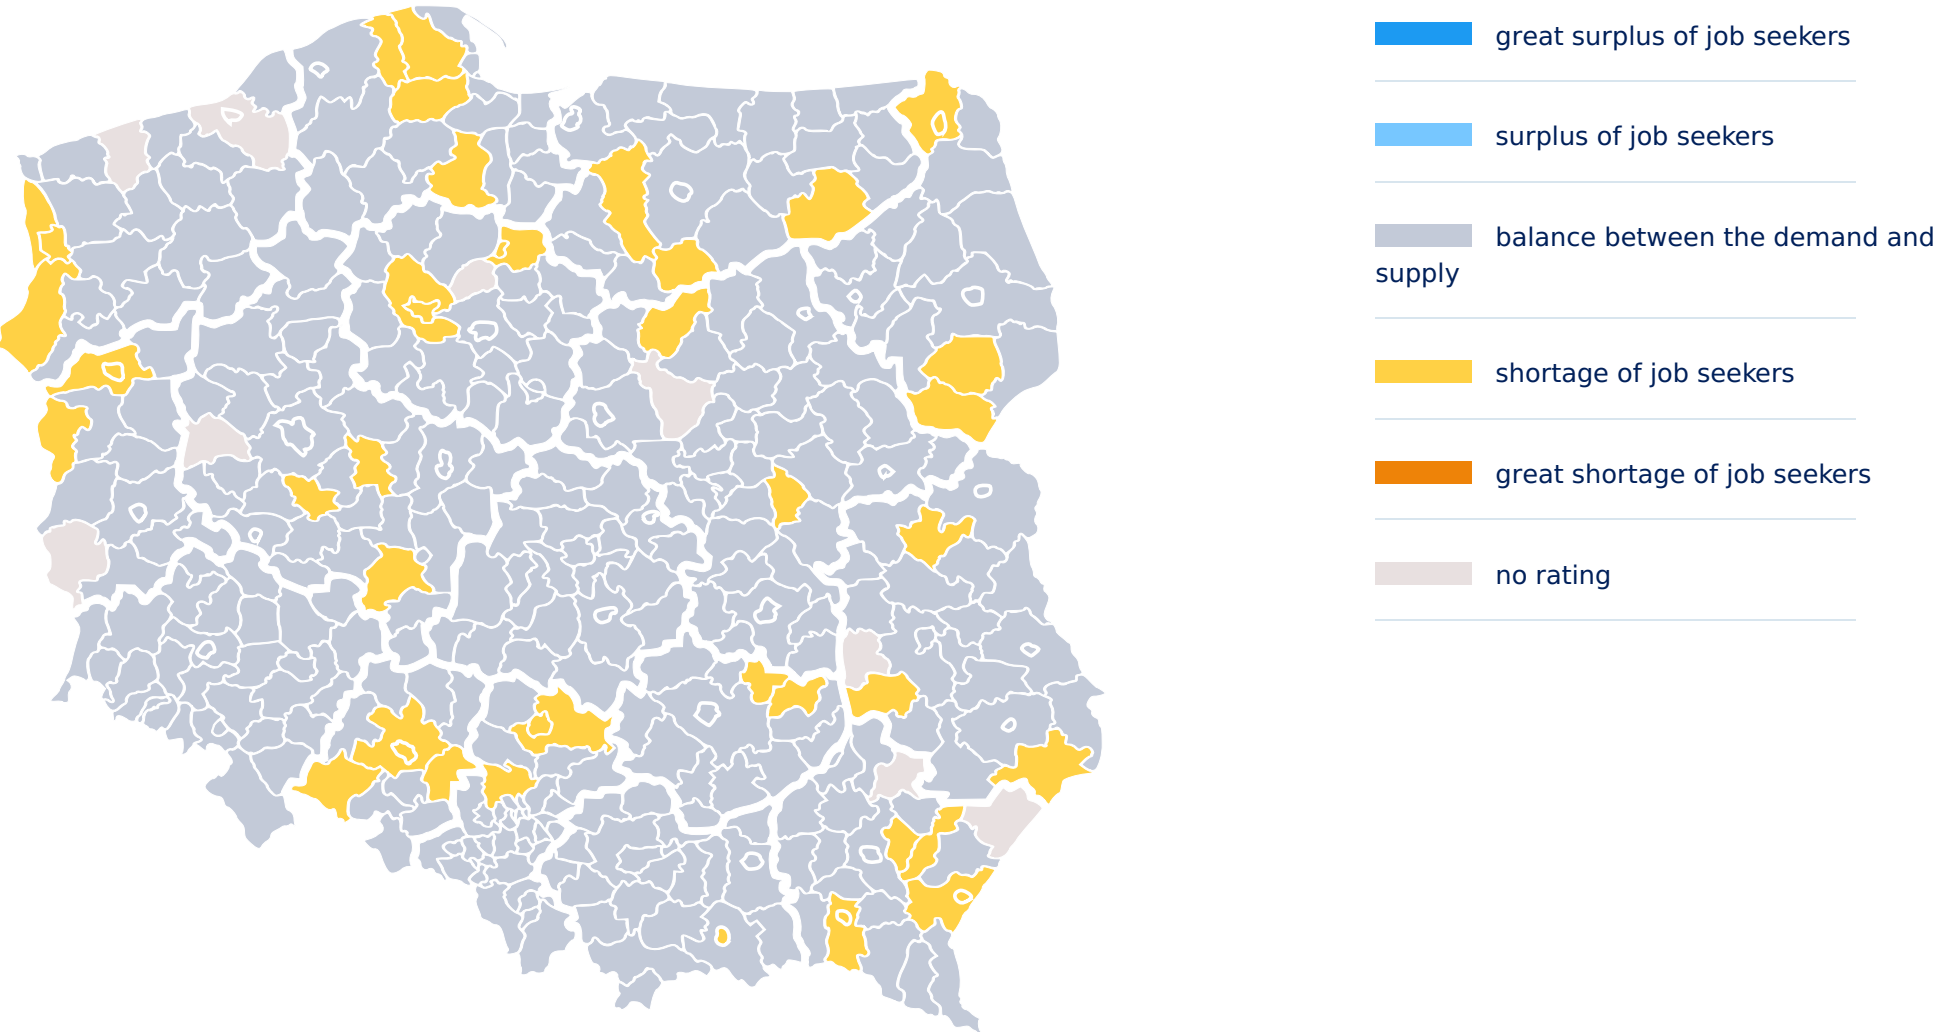 great surplus of job seekers
surplus of job seekers
balance between the demand and
supply
shortage of job seekers
great shortage of job seekers
no rating